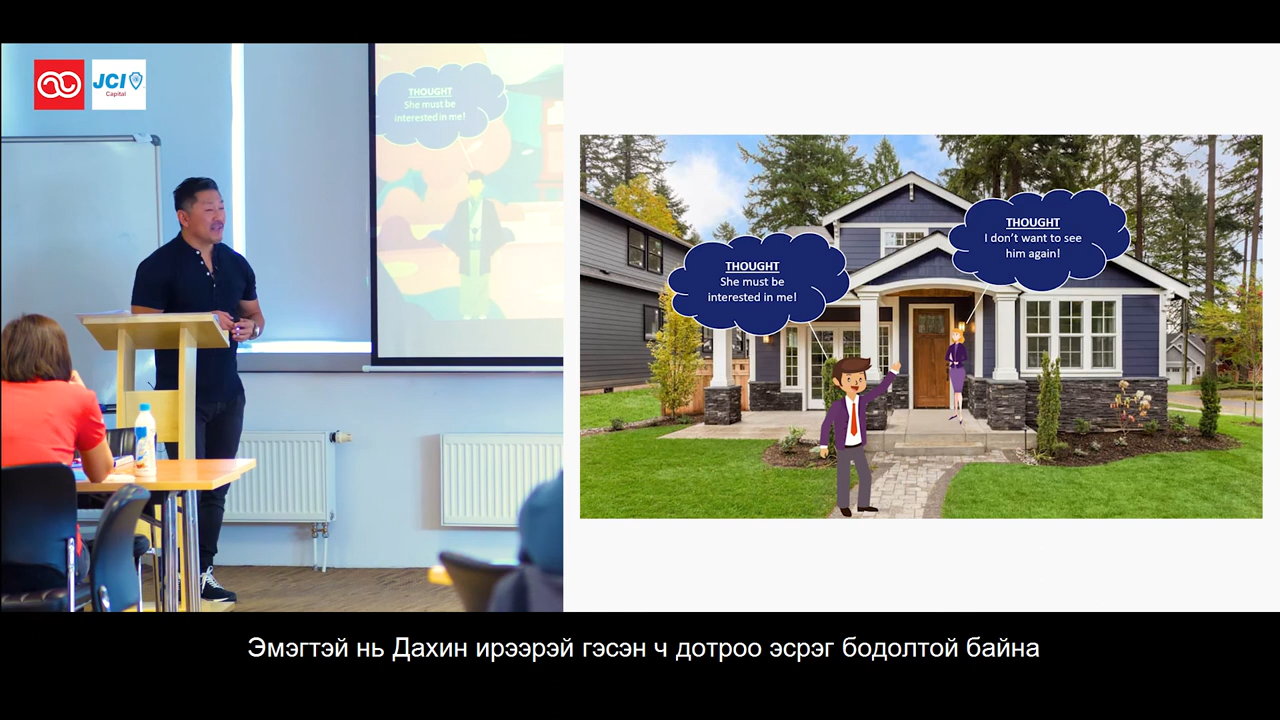 JCI
Capital
THOUGHT
She must be
interested in me!
THOUGHT
She must be
interested in me!
THOUGHT
I don't want to see
him again!
Эмэгтэй нь Дахин ирээрэй гэсэн ч дотроо эсрэг бодолтой байна